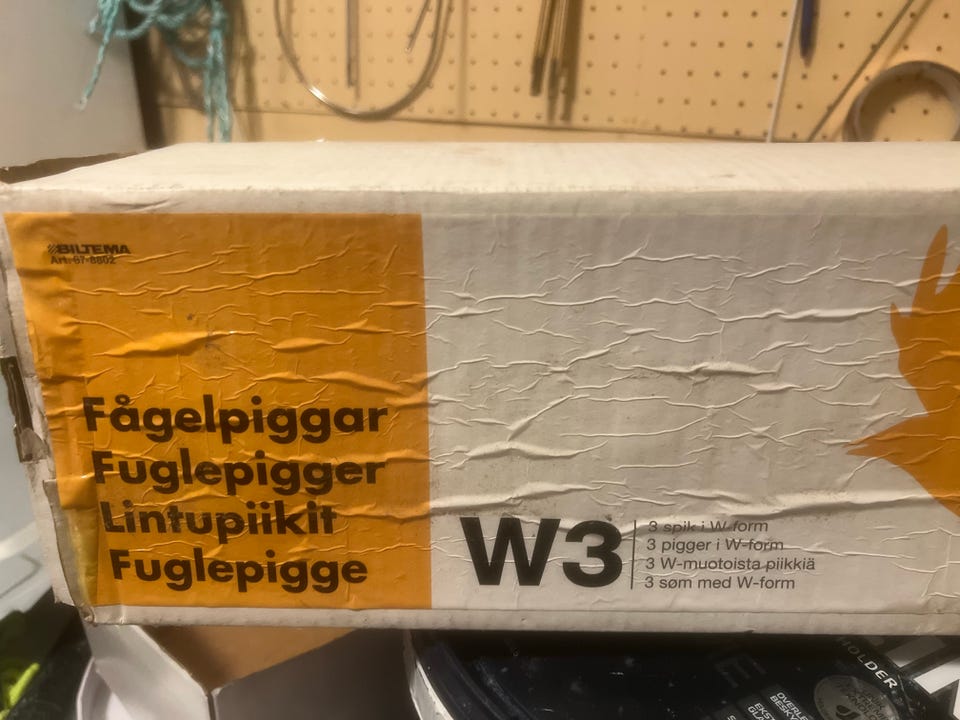 BILTEMA
Art. 67-8802
Fågelpiggar
Fuglepigger
Lintupiikit
Fuglepigge
W3
3 spik i W-form
3 pigger i W-form
3 W-muotoista piikkiä
3 søm med W-form